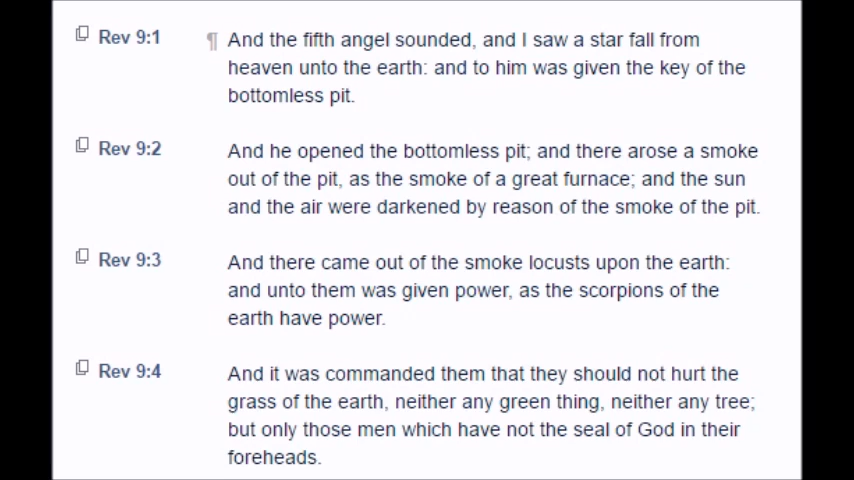 Rev 9:1 ¶ And the fifth angel sounded, and I saw a star fall from
heaven unto the earth: and to him was given the key of the
bottomless pit.
Rev 9:2 And he opened the bottomless pit; and there arose a smoke
out of the pit, as the smoke of a great furnace; and the sun
and the air were darkened by reason of the smoke of the pit.
Rev 9:3 And there came out of the smoke locusts upon the earth:
and unto them was given power, as the scorpions of the
earth have power.
Rev 9:4 And it was commanded them that they should not hurt the
grass of the earth, neither any green thing, neither any tree;
but only those men which have not the seal of God in their
foreheads.